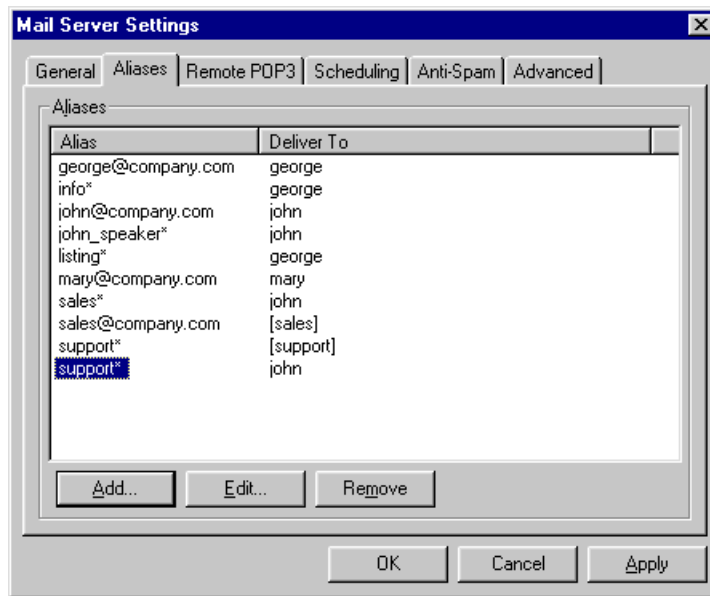 Mail Server Settings
General Aliases Remote POP3 Scheduling Anti-Spam Advanced
Aliases
Alias Deliver To
george@company.com george
info* george
john@company.com john
john_speaker* john
listing* george
mary@company.com mary
sales* john
sales@company.com [sales]
support* [support]
support* john
Add... Edit... Remove
OK Cancel Apply